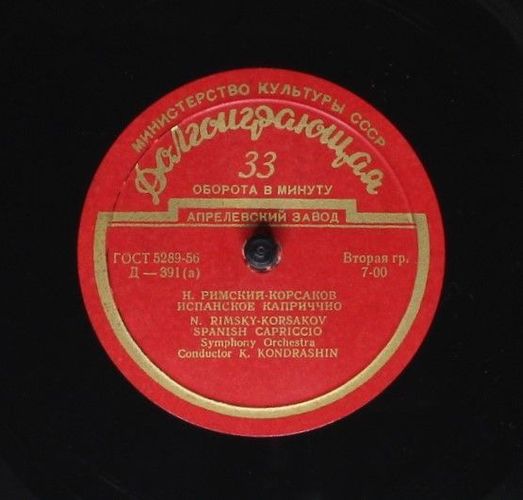 МИНИСТЕРСТВО КУЛЬТУРЫ СССР
Долгоиграющая
33
ОБОРОТА В МИНУТУ
АПРЕЛЕВСКИЙ ЗАВОД
ГОСТ 5289-56
Д — 391 (а)
Вторая гр.
7-00
Н. РИМСКИЙ-КОРСАКОВ
ИСПАНСКОЕ КАПРИЧЧИО
N. RIMSKY-KORSAKOV
SPANISH CAPRICCIO
Symphony Orchestra
Conductor K. KONDRASHIN